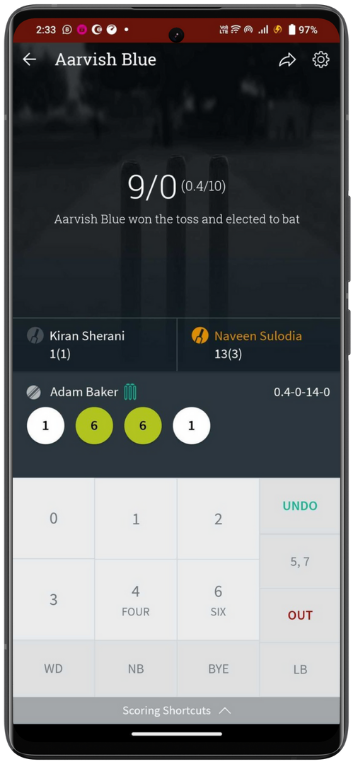 2:33
97%
Aarvish Blue
9/0 (0.4/10)
Aarvish Blue won the toss and elected to bat
Kiran Sherani
1(1)
Naveen Sulodia
13(3)
Adam Baker
0.4-0-14-0
1 6 6 1
0
1
2
UNDO
5, 7
3
4
FOUR
6
SIX
OUT
WD
NB
BYE
LB
Scoring Shortcuts